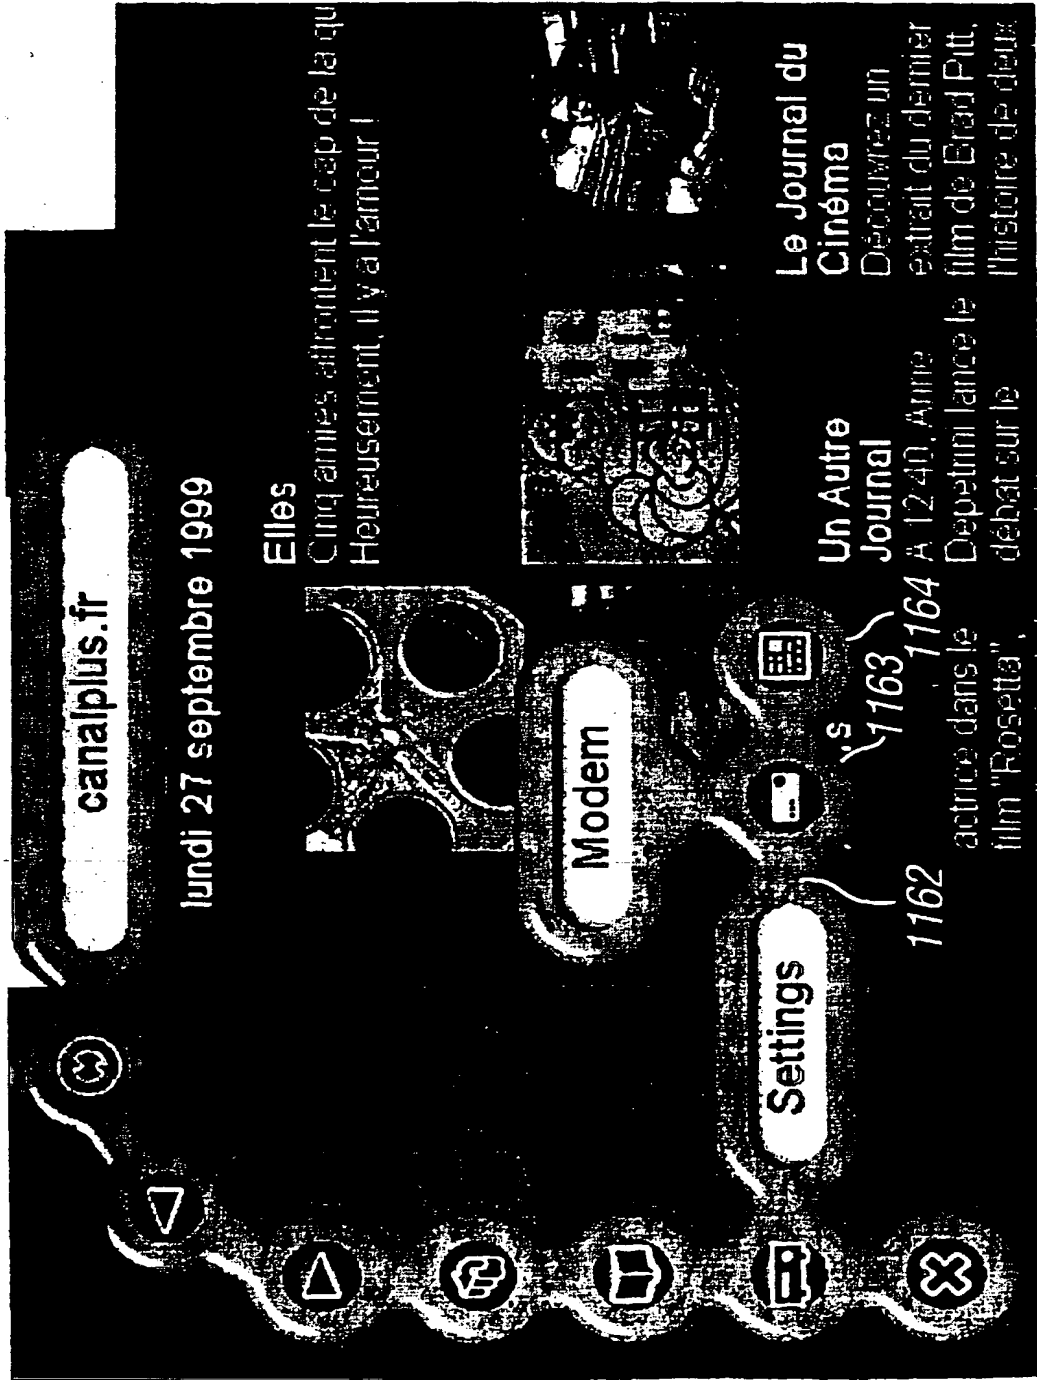 canalplus.fr
lundi 27 septembre 1999
Elles
Cinq amies affrontent le cap de la qu
Heureusement, il y a l'amour !
Modem
Settings
1162
1163
1164
's
actrice dans le
film "Rosetta",
Un Autre
Journal
A 12:40, Anne
Depetrini lance le
débat sur le
Le Journal du
Cinéma
Découvrez un
extrait du dernier
film de Brad Pitt,
l'histoire de deux